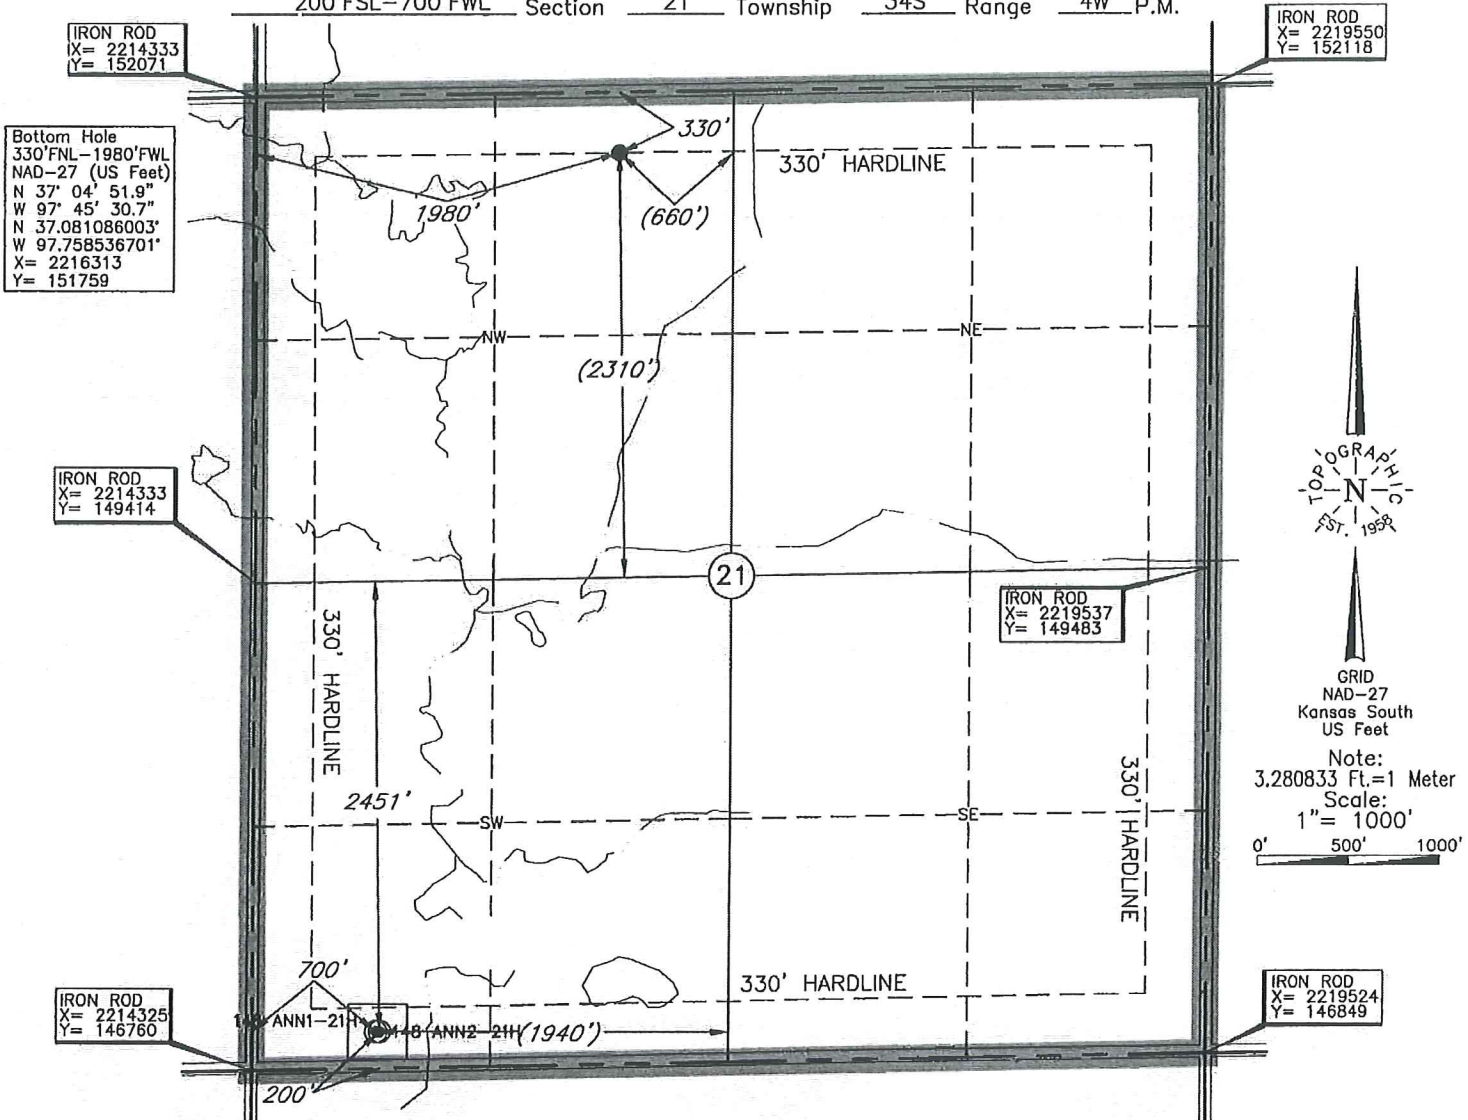 200'FSL-700'FWL Section 21 Township 34S Range 4W P.M.
IRON ROD
X= 2214333
Y= 152071
IRON ROD
X= 2219550
Y= 152118
Bottom Hole
330'FNL-1980'FWL
NAD-27 (US Feet)
N 37° 04' 51.9"
W 97° 45' 30.7"
N 37.081086003°
W 97.758536701°
X= 2216313
Y= 151759
330'
330' HARDLINE
1980'
(660')
NW
NE
(2310')
IRON ROD
X= 2214333
Y= 149414
TOPOGRAPHIC
N
EST. 1958
21
IRON ROD
X= 2219537
Y= 149483
330' HARDLINE
GRID
NAD-27
Kansas South
US Feet
Note:
3.280833 Ft.=1 Meter
Scale:
1"= 1000'
0' 500' 1000'
2451'
SW
SE
330' HARDLINE
700'
330' HARDLINE
IRON ROD
X= 2214325
Y= 146760
IRON ROD
X= 2219524
Y= 146849
ANN1-21H
ANN2-21H
(1940')
200'